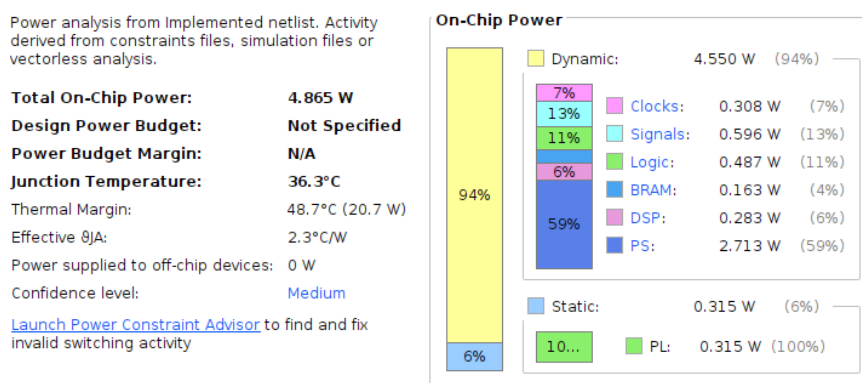 Power analysis from Implemented netlist. Activity
derived from constraints files, simulation files or
vectorless analysis.
Total On-Chip Power: 4.865 W
Design Power Budget: Not Specified
Power Budget Margin: N/A
Junction Temperature: 36.3°C
Thermal Margin: 48.7°C (20.7 W)
Effective ϑJA: 2.3°C/W
Power supplied to off-chip devices: 0 W
Confidence level: Medium
Launch Power Constraint Advisor to find and fix
invalid switching activity
On-Chip Power
94%
6%
Dynamic: 4.550 W (94%)
7%
13%
11%
6%
59%
Clocks: 0.308 W (7%)
Signals: 0.596 W (13%)
Logic: 0.487 W (11%)
BRAM: 0.163 W (4%)
DSP: 0.283 W (6%)
PS: 2.713 W (59%)
Static: 0.315 W (6%)
10...
PL: 0.315 W (100%)